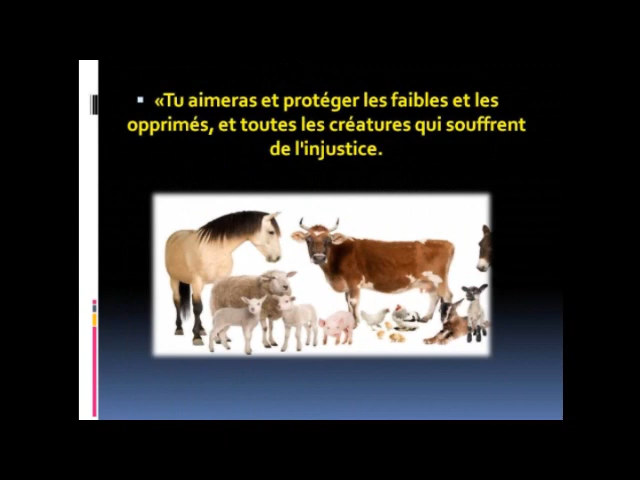 «Tu aimeras et protéger les faibles et les
opprimés, et toutes les créatures qui souffrent
de l'injustice.